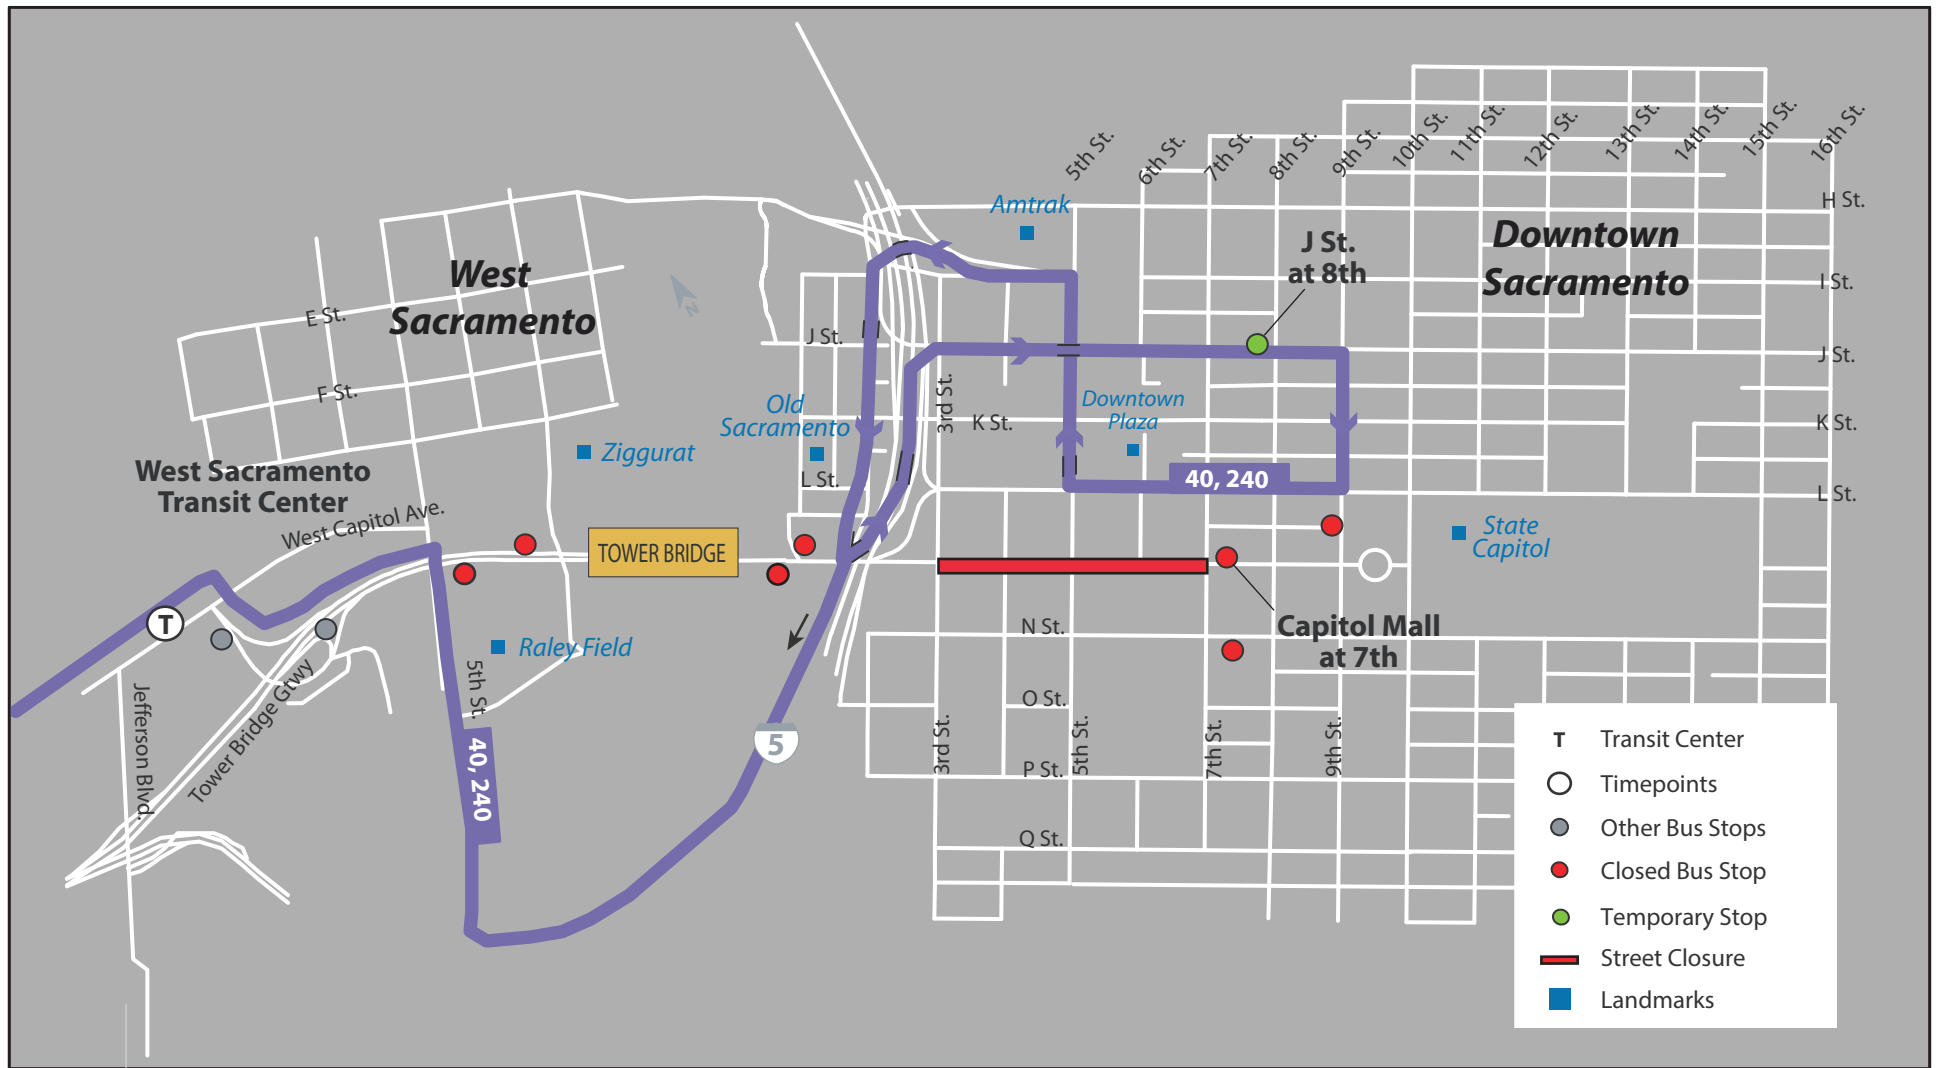 5th St.
6th St.
7th St.
8th St.
9th St.
10th St.
11th St.
12th St.
13th St.
14th St.
15th St.
16th St.
H St.
Amtrak
J St.
at 8th
Downtown
Sacramento
West
Sacramento
N
I St.
E St.
J St.
J St.
F St.
3rd St.
Old
Sacramento
K St.
Downtown
Plaza
K St.
Ziggurat
West Sacramento
Transit Center
L St.
40, 240
L St.
West Capitol Ave.
TOWER BRIDGE
State
Capitol
T
Raley Field
N St.
Capitol Mall
at 7th
5th St.
Jefferson Blvd.
Tower Bridge Gtwy
40, 240
5
O St.
3rd St.
5th St.
7th St.
9th St.
P St.
Q St.
T Transit Center
Timepoints
Other Bus Stops
Closed Bus Stop
Temporary Stop
Street Closure
Landmarks